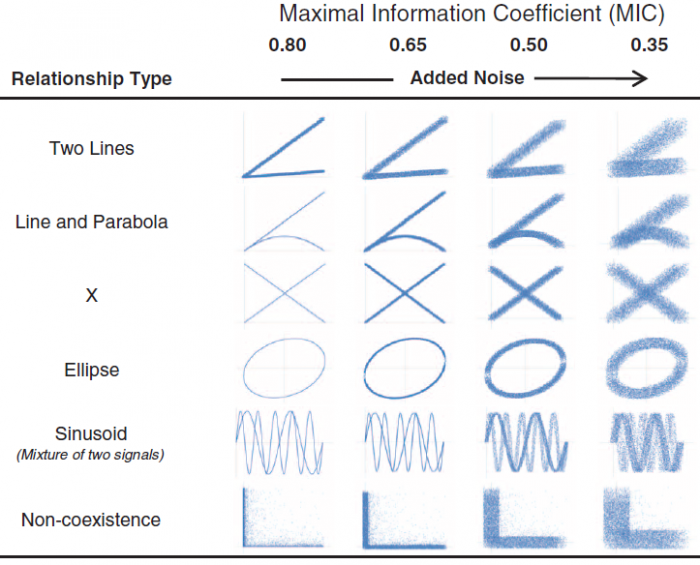 Maximal Information Coefficient (MIC)
0.80 0.65 0.50 0.35
Relationship Type Added Noise
Two Lines
Line and Parabola
X
Ellipse
Sinusoid
(Mixture of two signals)
Non-coexistence